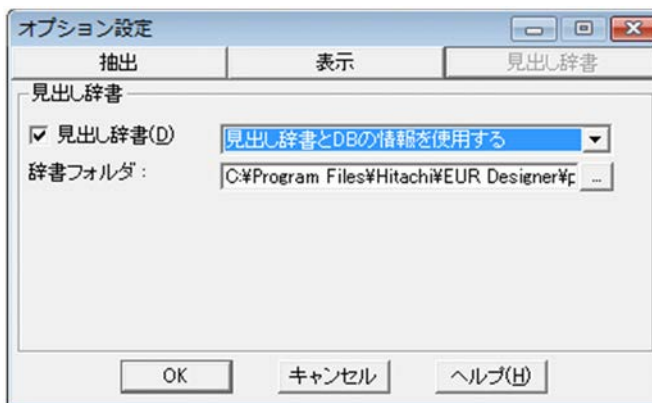 オプション設定
抽出 表示 見出し辞書
見出し辞書
見出し辞書(D) 見出し辞書とDBの情報を使用する
辞書フォルダ： C:¥Program Files¥Hitachi¥EUR Designer¥p ...
OK キャンセル ヘルプ(H)